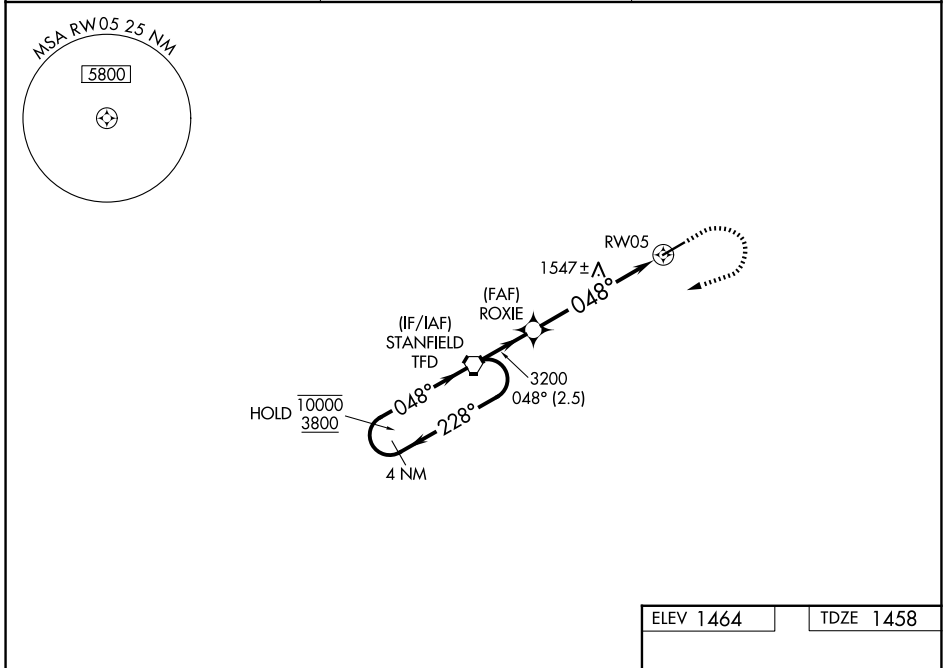 MSA RW05 25 NM
5800
RW05
1547 ±
048°
(FAF)
ROXIE
(IF/IAF)
STANFIELD
TFD
3200
048° (2.5)
048°
228°
HOLD 10000
3800
4 NM
ELEV 1464
TDZE 1458